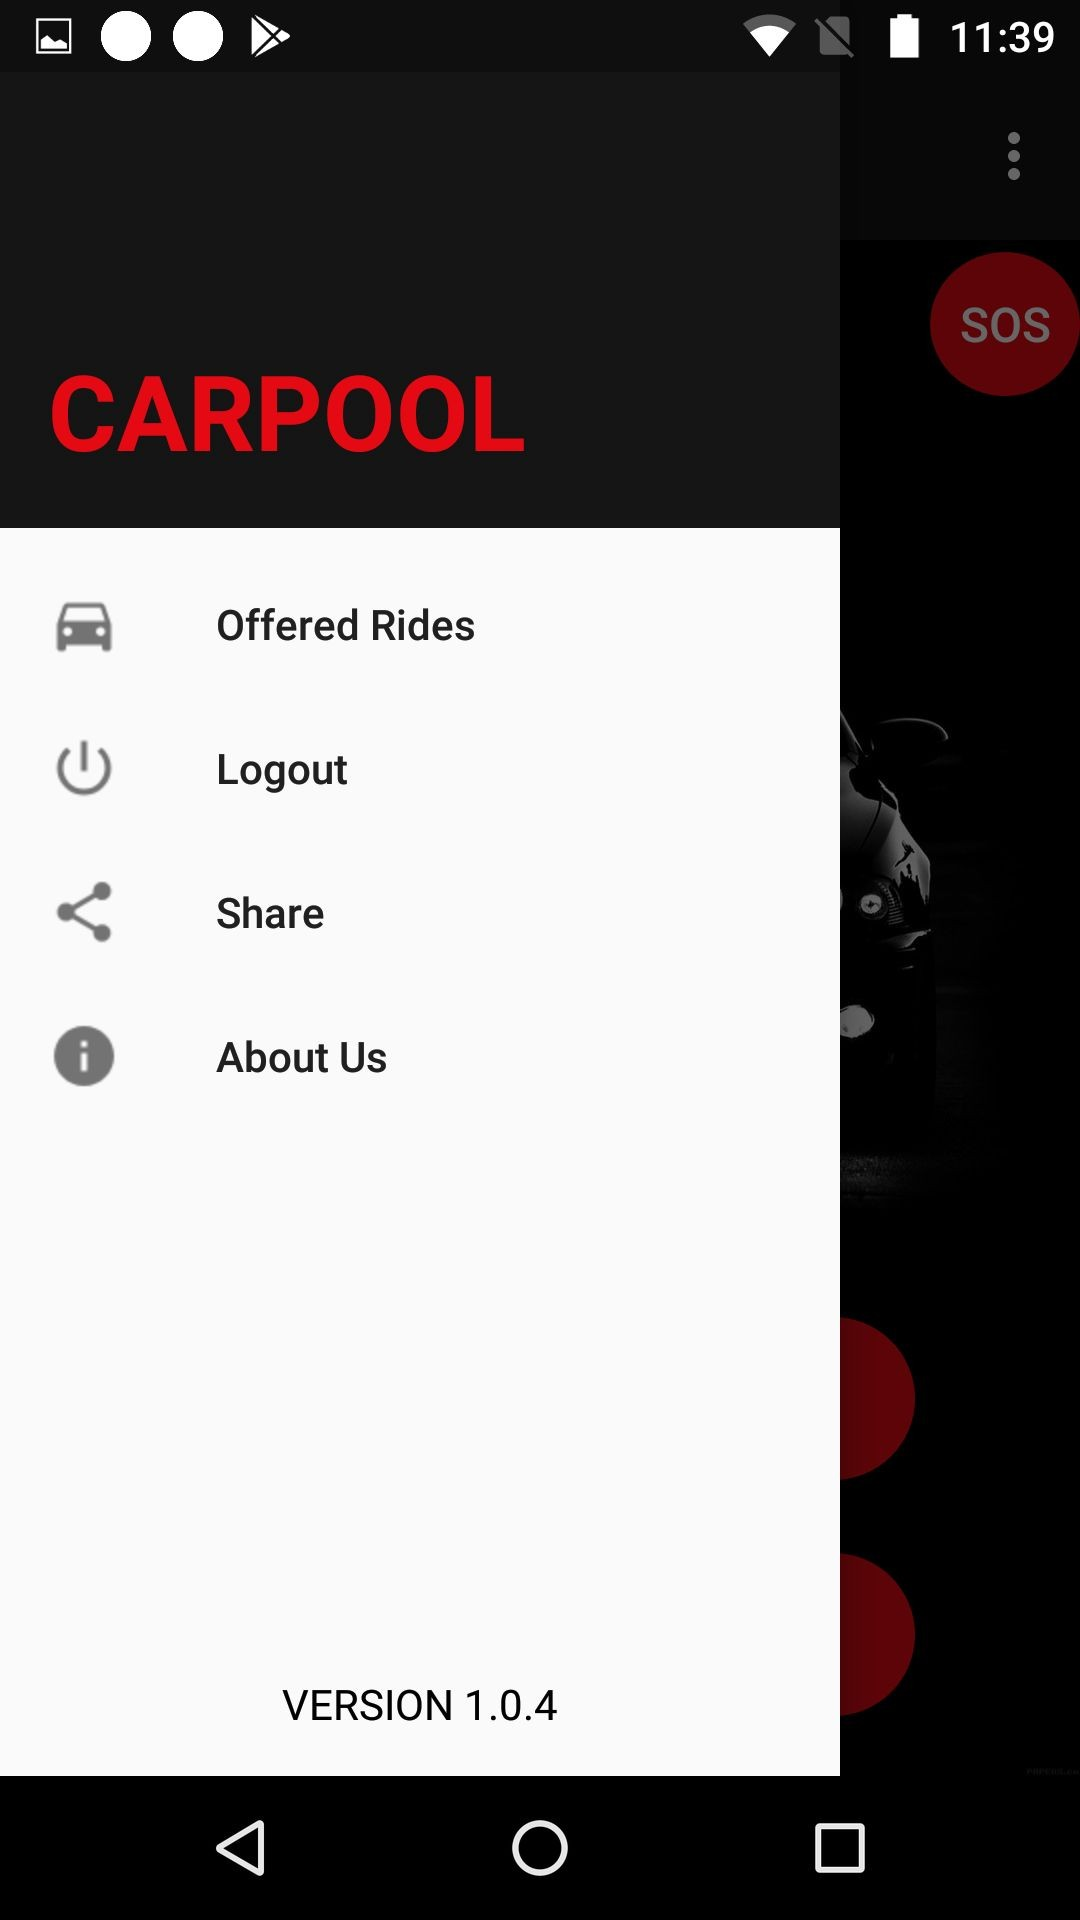 11:39
SOS
CARPOOL
Offered Rides
Logout
Share
About Us
VERSION 1.0.4